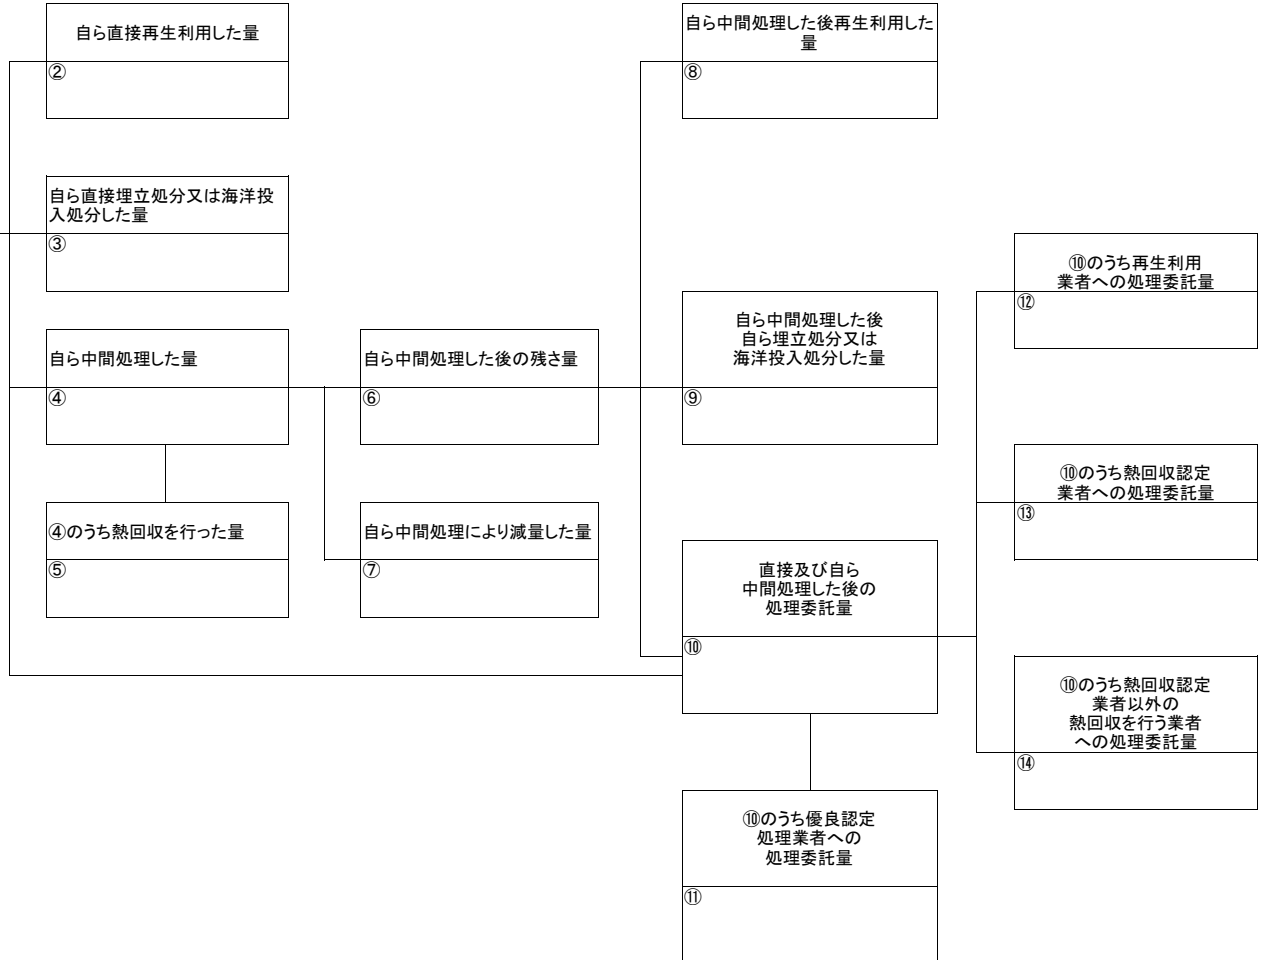 自ら直接再生利用した量
②
自ら直接埋立処分又は海洋投
入処分した量
③
自ら中間処理した量
④
④のうち熱回収を行った量
⑤
自ら中間処理した後の残さ量
⑥
自ら中間処理により減量した量
⑦
自ら中間処理した後再生利用した
量
⑧
自ら中間処理した後
自ら埋立処分又は
海洋投入処分した量
⑨
直接及び自ら
中間処理した後の
処理委託量
⑩
⑩のうち優良認定
処理業者への
処理委託量
⑪
⑩のうち再生利用
業者への処理委託量
⑫
⑩のうち熱回収認定
業者への処理委託量
⑬
⑩のうち熱回収認定
業者以外の
熱回収を行う業者
への処理委託量
⑭